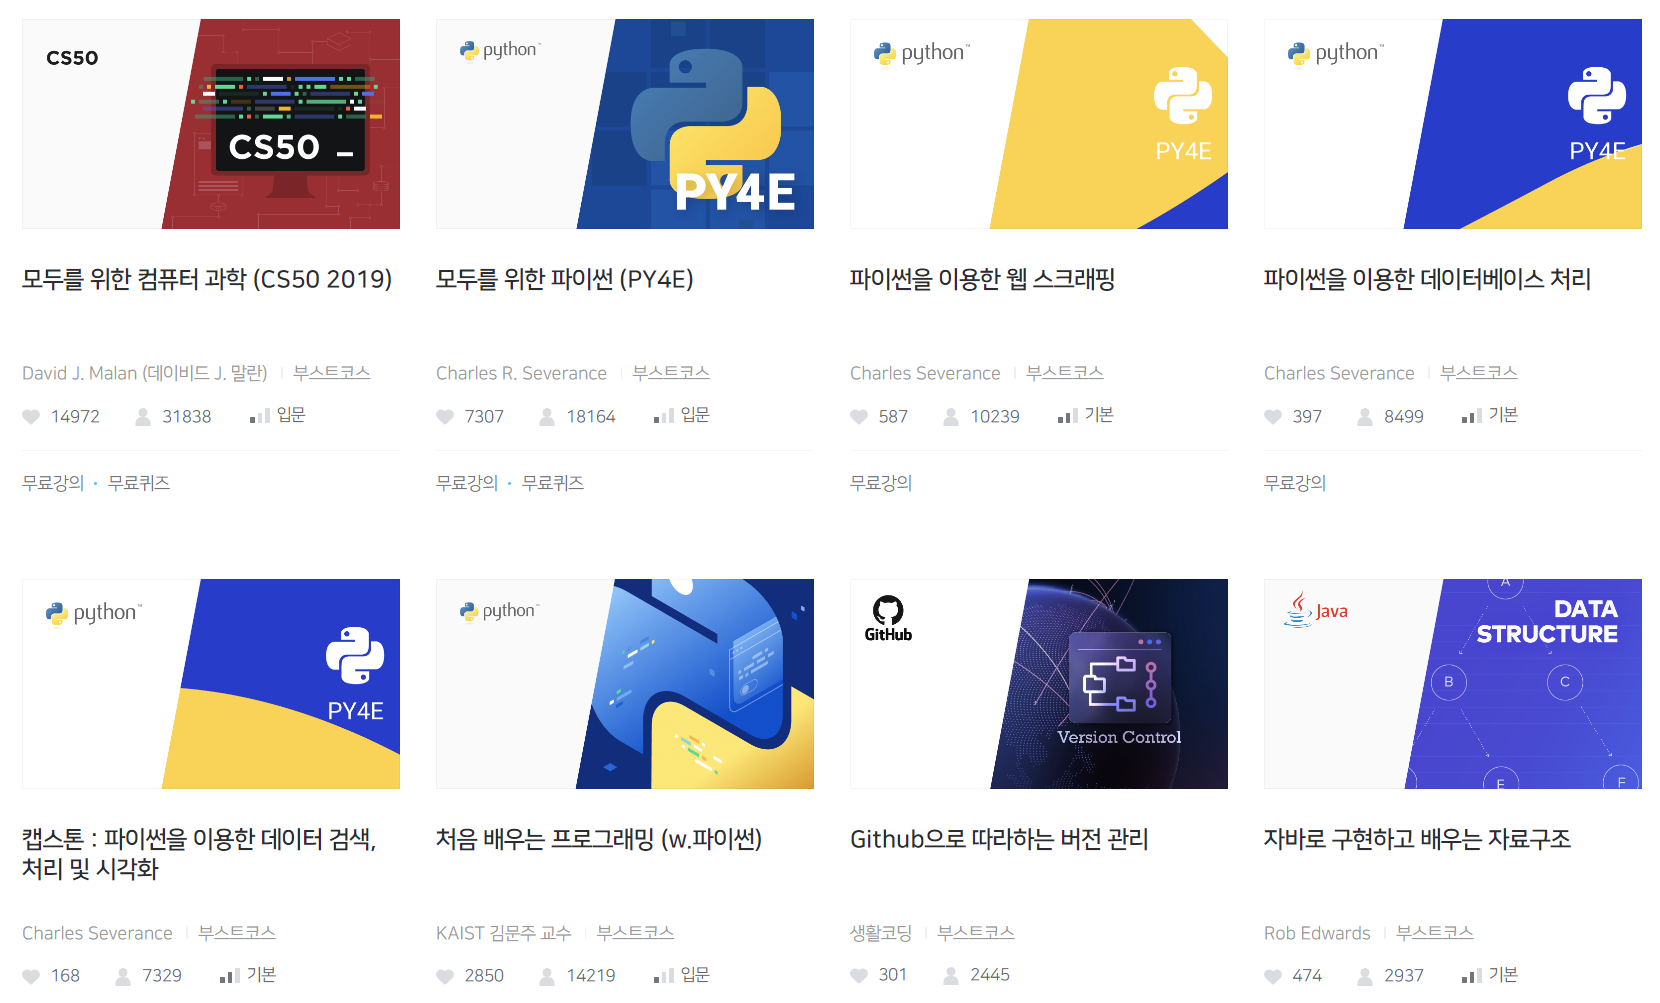 CS50
CS50 _
python™
PY4E
python™
PY4E
python™
PY4E
모두를 위한 컴퓨터 과학 (CS50 2019)
모두를 위한 파이썬 (PY4E)
파이썬을 이용한 웹 스크래핑
파이썬을 이용한 데이터베이스 처리
David J. Malan (데이비드 J. 말란) | 부스트코스
Charles R. Severance | 부스트코스
Charles Severance | 부스트코스
Charles Severance | 부스트코스
14972 31838 입문
7307 18164 입문
587 10239 기본
397 8499 기본
무료강의 • 무료퀴즈
무료강의 • 무료퀴즈
무료강의
무료강의
python™
PY4E
python™
GitHub
Version Control
Java
DATA
STRUCTURE
A
B
C
E
F
캡스톤 : 파이썬을 이용한 데이터 검색,
처리 및 시각화
처음 배우는 프로그래밍 (w.파이썬)
Github으로 따라하는 버전 관리
자바로 구현하고 배우는 자료구조
Charles Severance | 부스트코스
KAIST 김문주 교수 | 부스트코스
생활코딩 | 부스트코스
Rob Edwards | 부스트코스
168 7329 기본
2850 14219 입문
301 2445
474 2937 기본